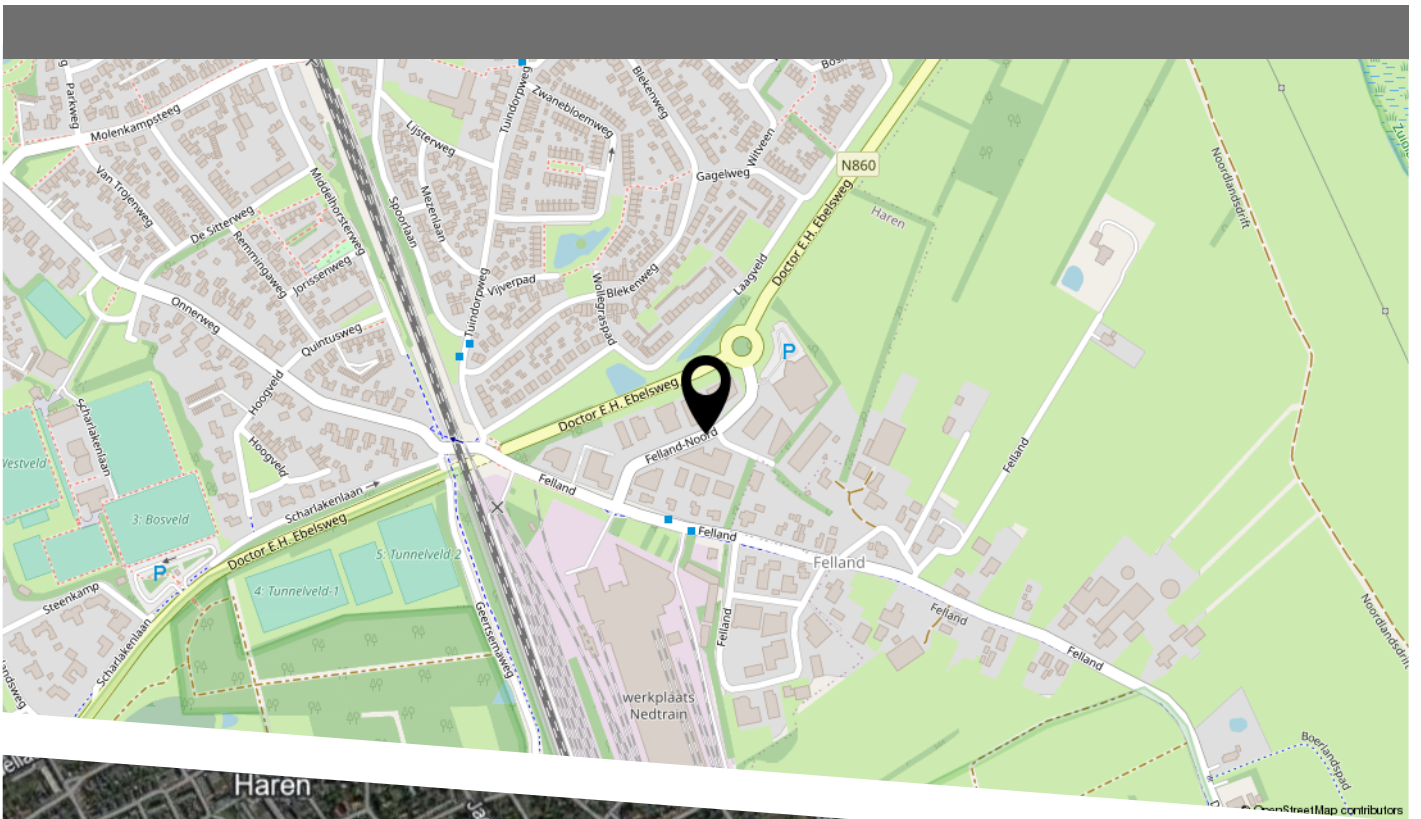 Parkweg
Molenkampsteeg
Van Trojenweg
De Sitterweg
Middelhorsterweg
Remmingaweg
Jorissenweg
Onnerweg
Quintusweg
Hoogveld
Hoogveld
Spoorlaan
Lijsterweg
Mezenlaan
Tuindorpweg
Tuindorpweg
Zwanebloemweg
Blekenweg
Vijverpad
Wollegraspad
Blekenweg
Gagelweg
Witveen
Laagveld
N860
Doctor E.H. Ebelsweg
Haren
Noordlandsdrift
P
Doctor E.H. Ebelsweg
Felland-Noord
Felland
Felland
Felland
Felland
Felland
Felland
Felland
Scharlakenlaan
Westveld
3: Bosveld
Scharlakenlaan
Doctor E.H. Ebelsweg
5: Tunnelveld 2
4: Tunnelveld-1
P
Steenkamp
Scharlakenlaan
Geertsemaweg
werkplaats
Nedtrain
Noordlandsdrift
Boerlandspad
Haren
© OpenStreetMap contributors